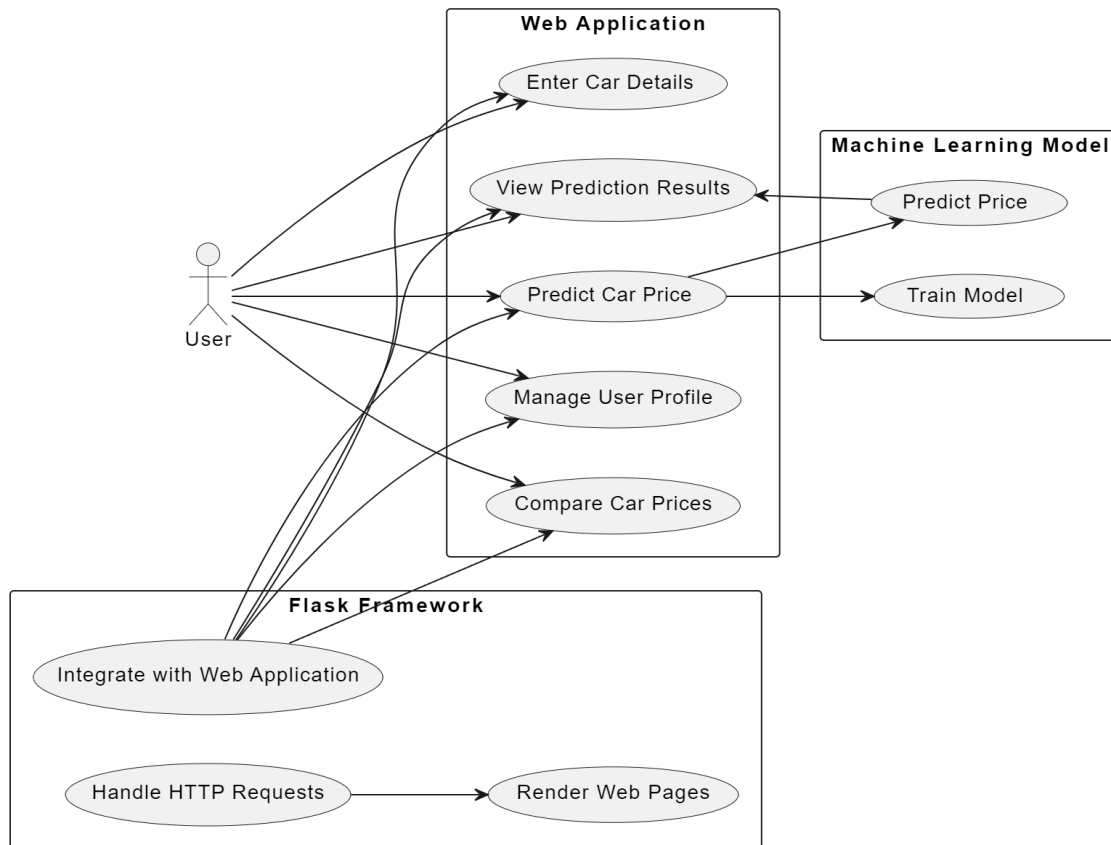 Web Application
Enter Car Details
View Prediction Results
Predict Car Price
Manage User Profile
Compare Car Prices
Machine Learning Model
Predict Price
Train Model
User
Flask Framework
Integrate with Web Application
Handle HTTP Requests
Render Web Pages